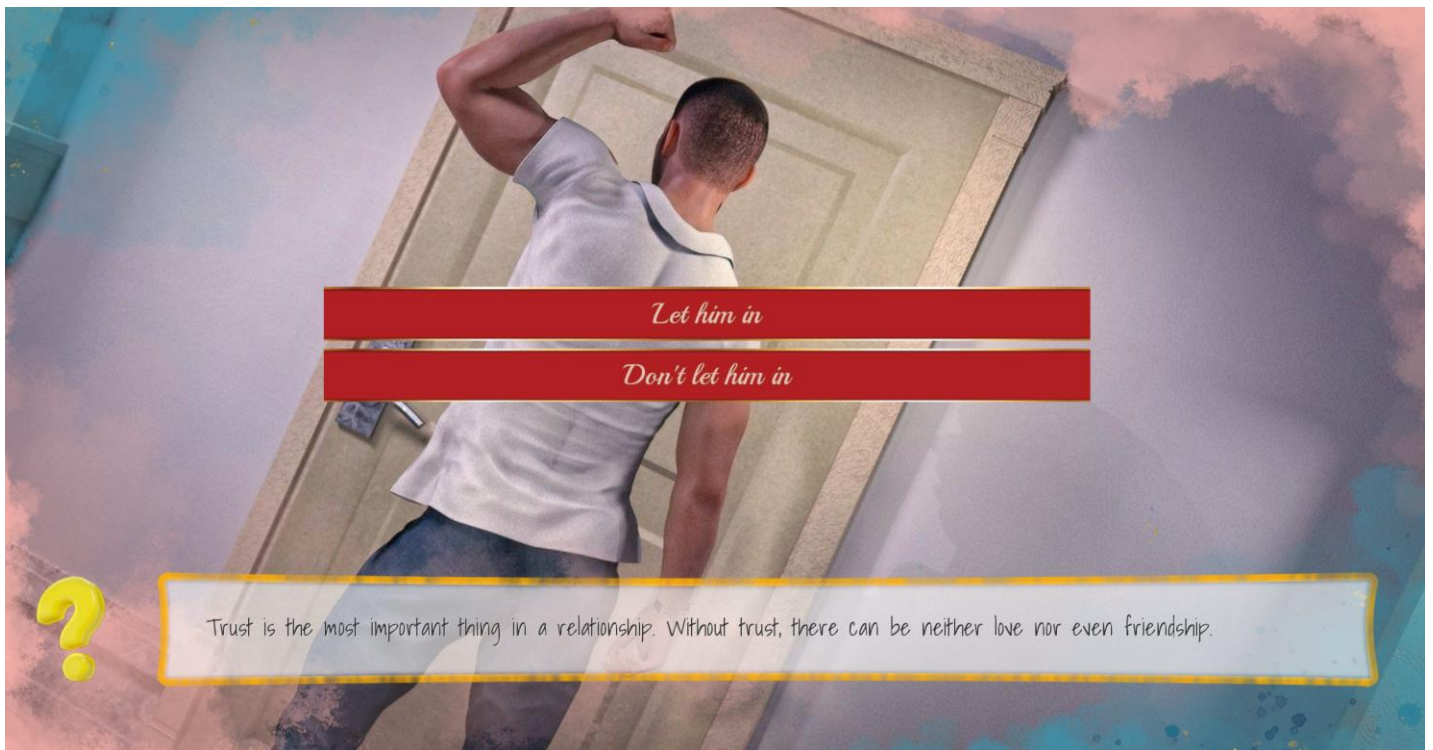 Let him in
Don't let him in
Trust is the most important thing in a relationship. Without trust, there can be neither love nor even friendship.